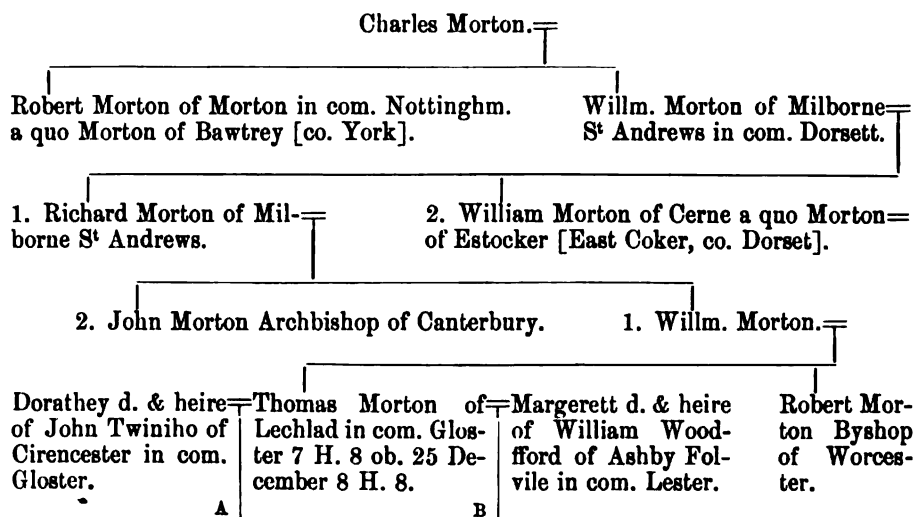 Charles Morton.
Robert Morton of Morton in com. Nottinghm.
a quo Morton of Bawtrey [co. York].
Willm. Morton of Milborne
Sᵗ Andrews in com. Dorsett.
1. Richard Morton of Mil-
borne Sᵗ Andrews.
2. William Morton of Cerne a quo Morton
of Estocker [East Coker, co. Dorset].
2. John Morton Archbishop of Canterbury.
1. Willm. Morton.
Dorathey d. & heire
of John Twiniho of
Cirencester in com.
Gloster.
A
Thomas Morton of
Lechlad in com. Glos-
ter 7 H. 8 ob. 25 De-
cember 8 H. 8.
B
Margerett d. & heire
of William Wood-
fford of Ashby Fol-
vile in com. Lester.
Robert Mor-
ton Byshop
of Worces-
ter.